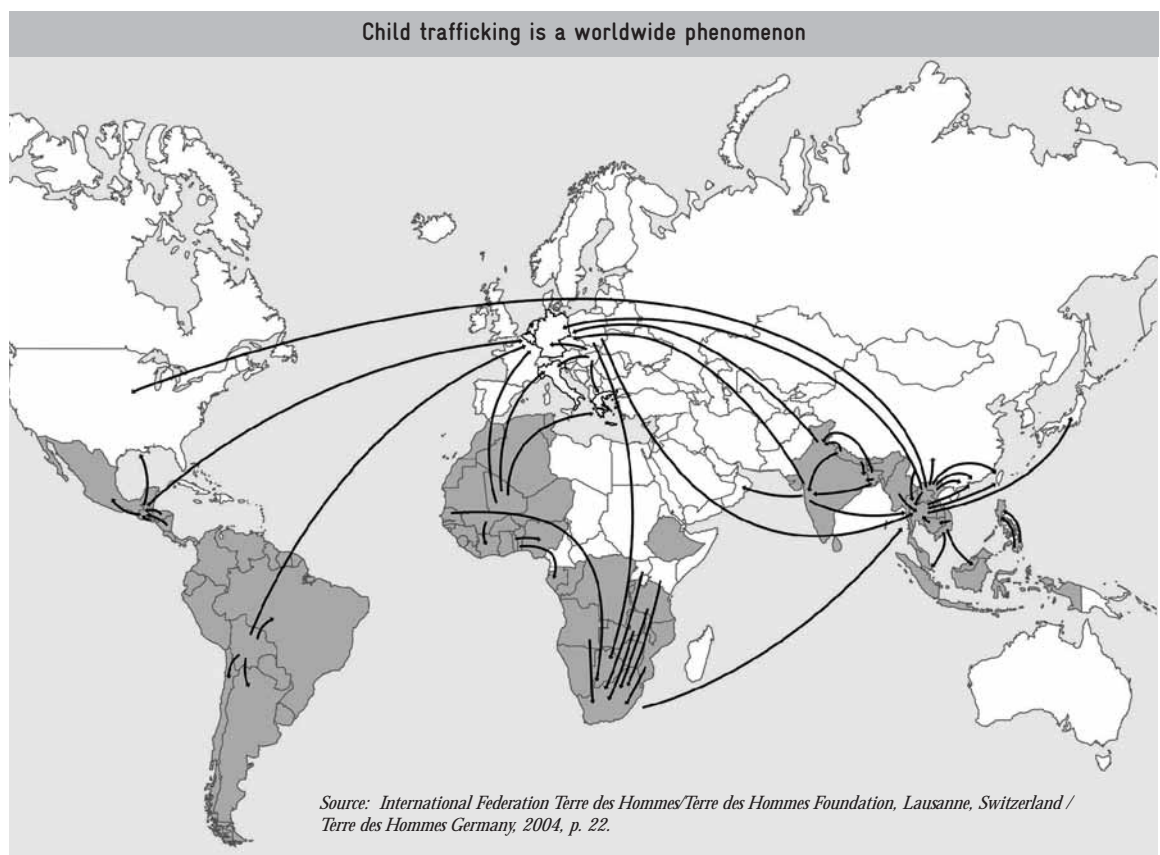 Child trafficking is a worldwide phenomenon
Source: International Federation Terre des Hommes/Terre des Hommes Foundation, Lausanne, Switzerland /
Terre des Hommes Germany, 2004, p. 22.